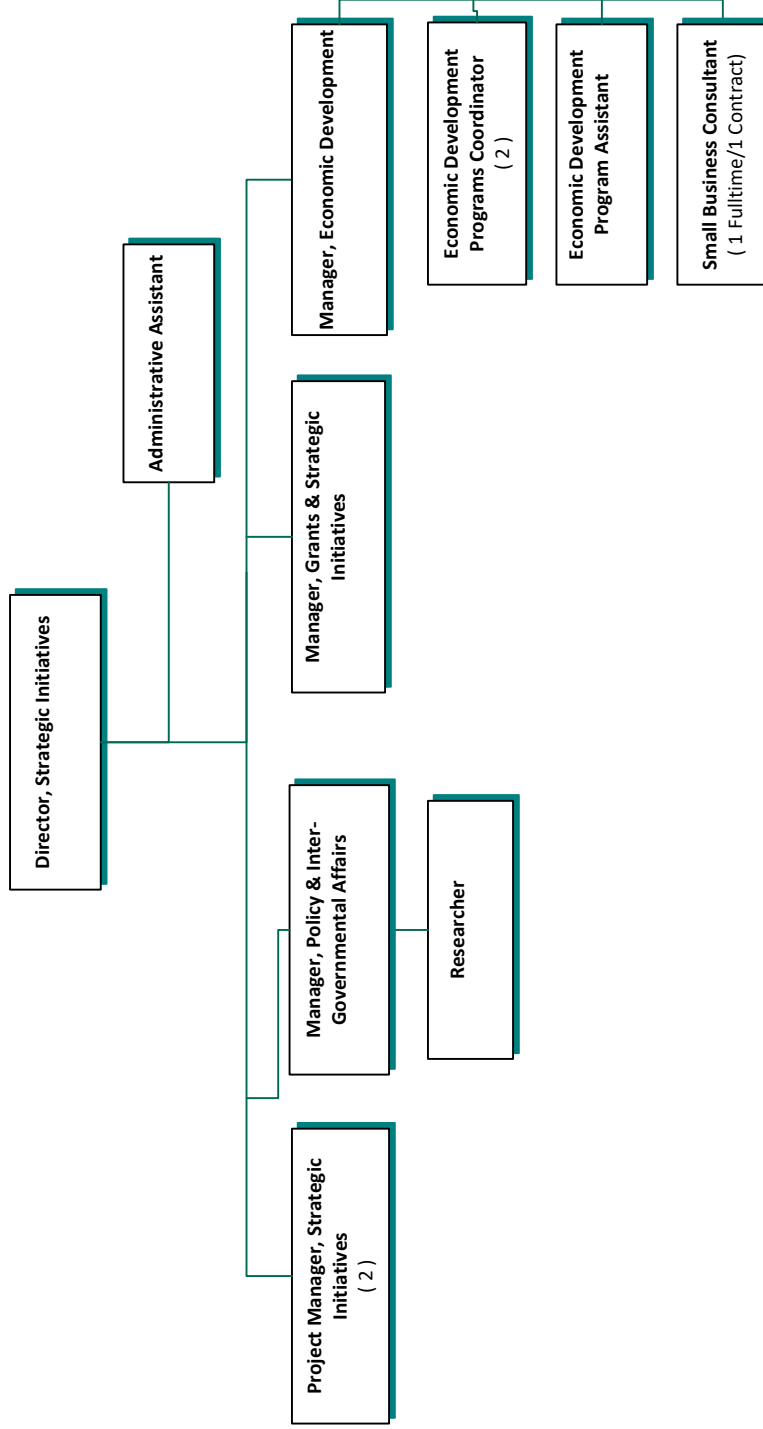 Director, Strategic Initiatives
Administrative Assistant
Project Manager, Strategic
Initiatives
( 2 )
Manager, Policy & Inter-
Governmental Affairs
Manager, Grants & Strategic
Initiatives
Manager, Economic Development
Researcher
Economic Development
Programs Coordinator
( 2 )
Economic Development
Program Assistant
Small Business Consultant
( 1 Fulltime/1 Contract)